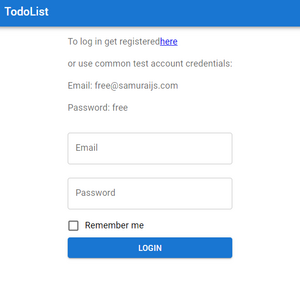 TodoList
To log in get registeredhere
or use common test account credentials:
Email: free@samuraijs.com
Password: free
Email
Password
Remember me
LOGIN